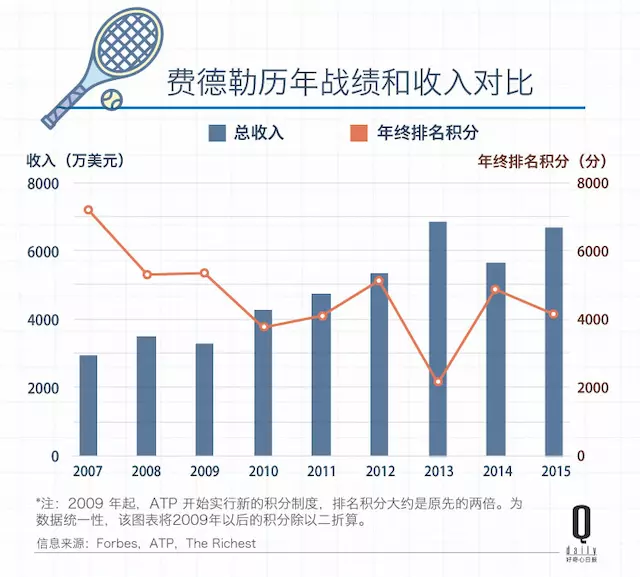 费德勒历年战绩和收入对比
总收入 年终排名积分
收入（万美元） 年终排名积分（分）
8000 8000
6000 6000
4000 4000
2000 2000
0 0
2007 2008 2009 2010 2011 2012 2013 2014 2015
*注：2009 年起，ATP 开始实行新的积分制度，排名积分大约是原先的两倍。为
数据统一性，该图表将2009年以后的积分除以二折算。
信息来源：Forbes，ATP，The Richest
Q
daily
好奇心日报